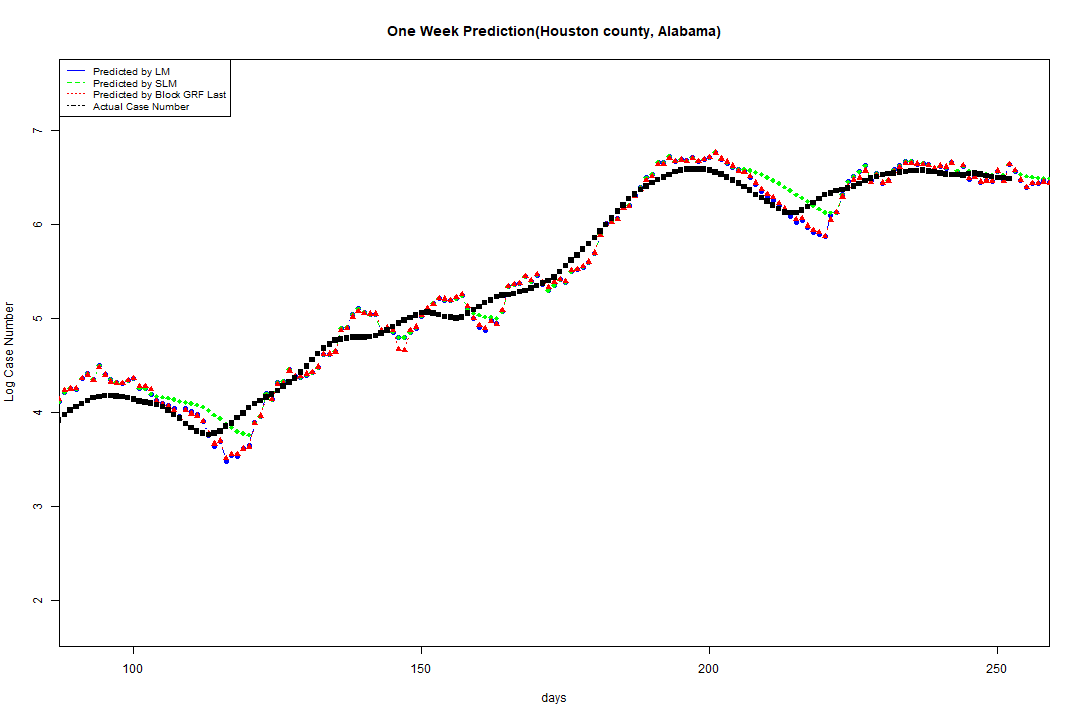 One Week Prediction(Houston county, Alabama)
Predicted by LM
Predicted by SLM
Predicted by Block GRF Last
Actual Case Number
7
6
5
4
3
2
Log Case Number
100 150 200 250
days